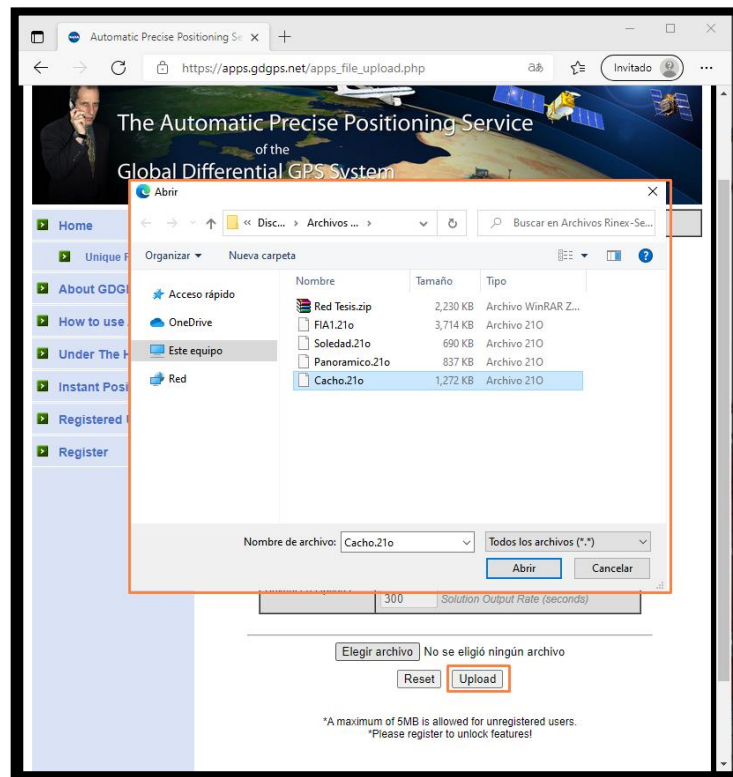 Automatic Precise Positioning Se
https://apps.gdgps.net/apps_file_upload.php
Invitado
The Automatic Precise Positioning Service
of the
Global Differential GPS System
Abrir
« Disc... › Archivos ... ›
Buscar en Archivos Rinex-Se...
Organizar
Nueva carpeta
Acceso rápido
OneDrive
Este equipo
Red
Nombre Tamaño Tipo
Red Tesis.zip 2,230 KB Archivo WinRAR Z...
FIA1.21o 3,714 KB Archivo 21O
Soledad.21o 690 KB Archivo 21O
Panoramico.21o 837 KB Archivo 21O
Cacho.21o 1,272 KB Archivo 21O
Nombre de archivo: Cacho.21o Todos los archivos (*.*)
Abrir Cancelar
Home
Unique
About GDG
How to use
Under The
Instant Posi
Registered
Register
300 Solution Output Rate (seconds)
Elegir archivo No se eligió ningún archivo
Reset Upload
*A maximum of 5MB is allowed for unregistered users.
*Please register to unlock features!